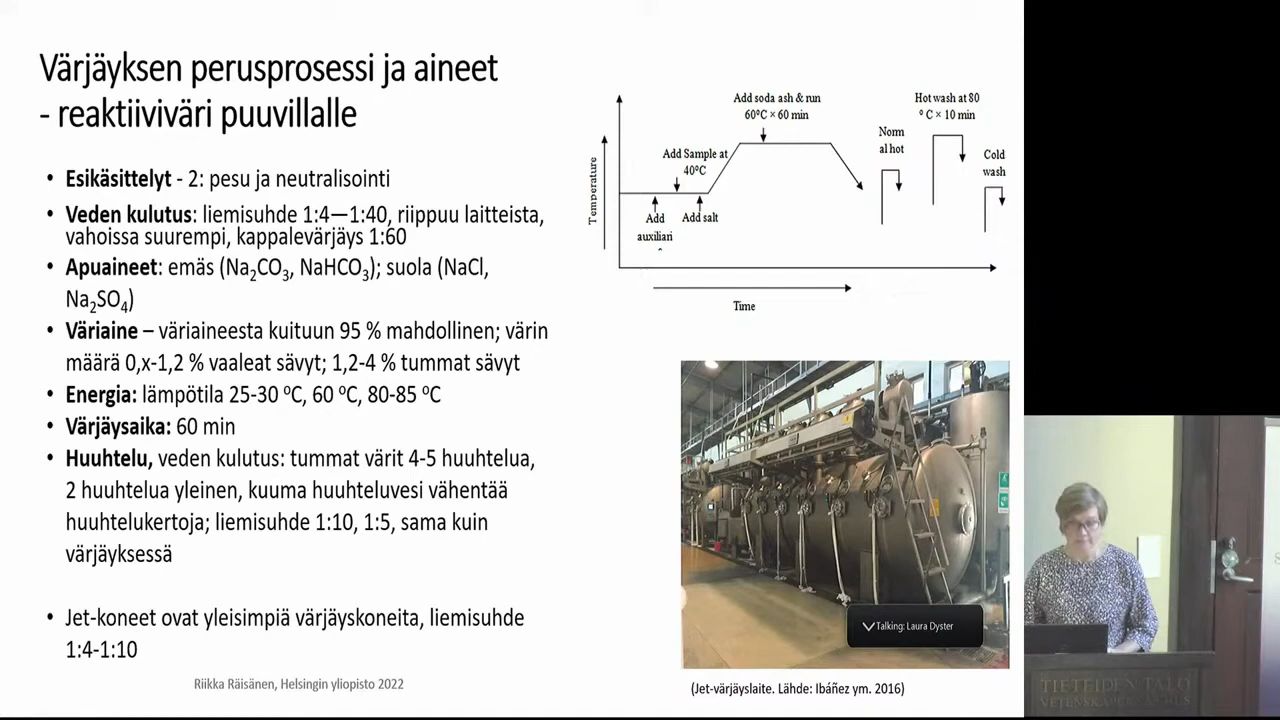 Värjäyksen perusprosessi ja aineet
- reaktiiviväri puuvillalle
• Esikäsittelyt - 2: pesu ja neutralisointi
• Veden kulutus: liemisuhde 1:4—1:40, riippuu laitteista,
vahoissa suurempi, kappalevärjäys 1:60
• Apuaineet: emäs (Na₂CO₃, NaHCO₃); suola (NaCl,
Na₂SO₄)
• Väriaine – väriaineesta kuituun 95 % mahdollinen; värin
määrä 0,x-1,2 % vaaleat sävyt; 1,2-4 % tummat sävyt
• Energia: lämpötila 25-30 ºC, 60 ºC, 80-85 ºC
• Värjäysaika: 60 min
• Huuhtelu, veden kulutus: tummat värit 4-5 huuhtelua,
2 huuhtelua yleinen, kuuma huuhteluvesi vähentää
huuhtelukertoja; liemisuhde 1:10, 1:5, sama kuin
värjäyksessä
• Jet-koneet ovat yleisimpiä värjäyskoneita, liemisuhde
1:4-1:10
Riikka Räisänen, Helsingin yliopisto 2022
Temperature
Add soda ash & run
60ºC × 60 min
Add Sample at
40ºC
Add
auxiliari
Add salt
Norm
al hot
Hot wash at 80
º C × 10 min
Cold
wash
Time
Talking: Laura Dyster
(Jet-värjäyslaite. Lähde: Ibáñez ym. 2016)
TIETEIDEN TALO